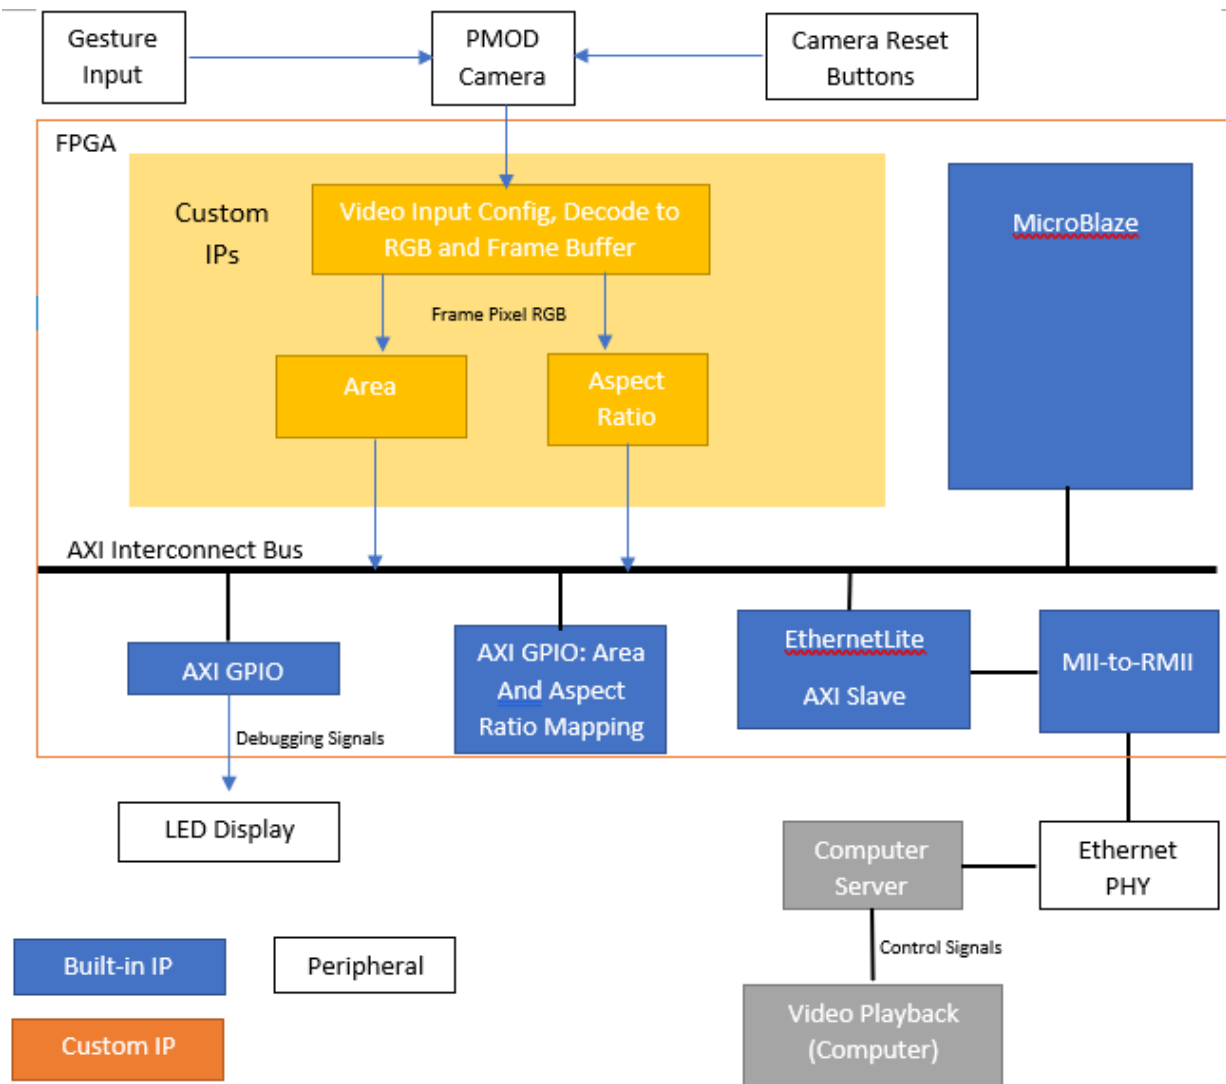 Gesture
Input
PMOD
Camera
Camera Reset
Buttons
FPGA
Custom
IPs
Video Input Config, Decode to
RGB and Frame Buffer
MicroBlaze
Frame Pixel RGB
Area
Aspect
Ratio
AXI Interconnect Bus
AXI GPIO
AXI GPIO: Area
And Aspect
Ratio Mapping
EthernetLite
AXI Slave
MII-to-RMII
Debugging Signals
LED Display
Computer
Server
Ethernet
PHY
Control Signals
Built-in IP
Peripheral
Video Playback
(Computer)
Custom IP